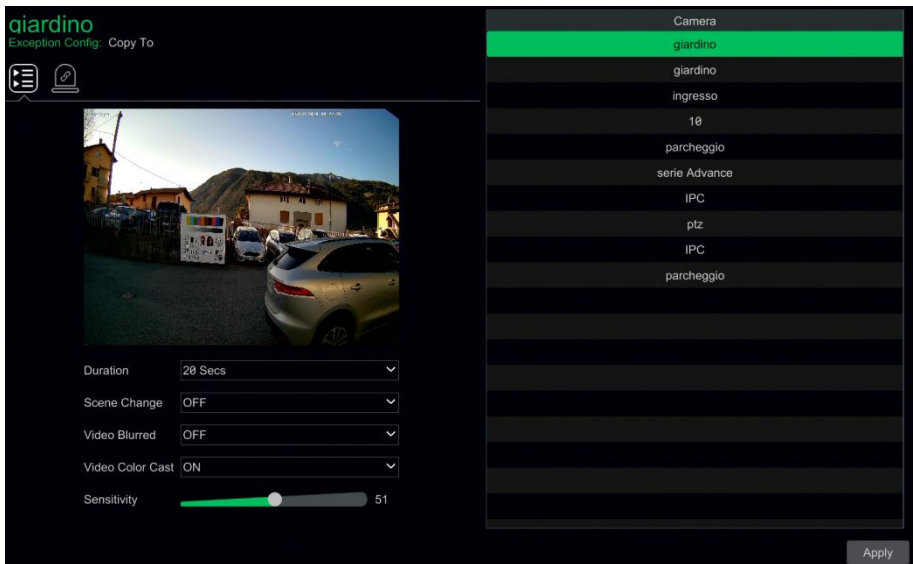 giardino
Exception Config: Copy To
Duration 20 Secs
Scene Change OFF
Video Blurred OFF
Video Color Cast ON
Sensitivity 51
Camera
giardino
giardino
ingresso
10
parcheggio
serie Advance
IPC
ptz
IPC
parcheggio
Apply